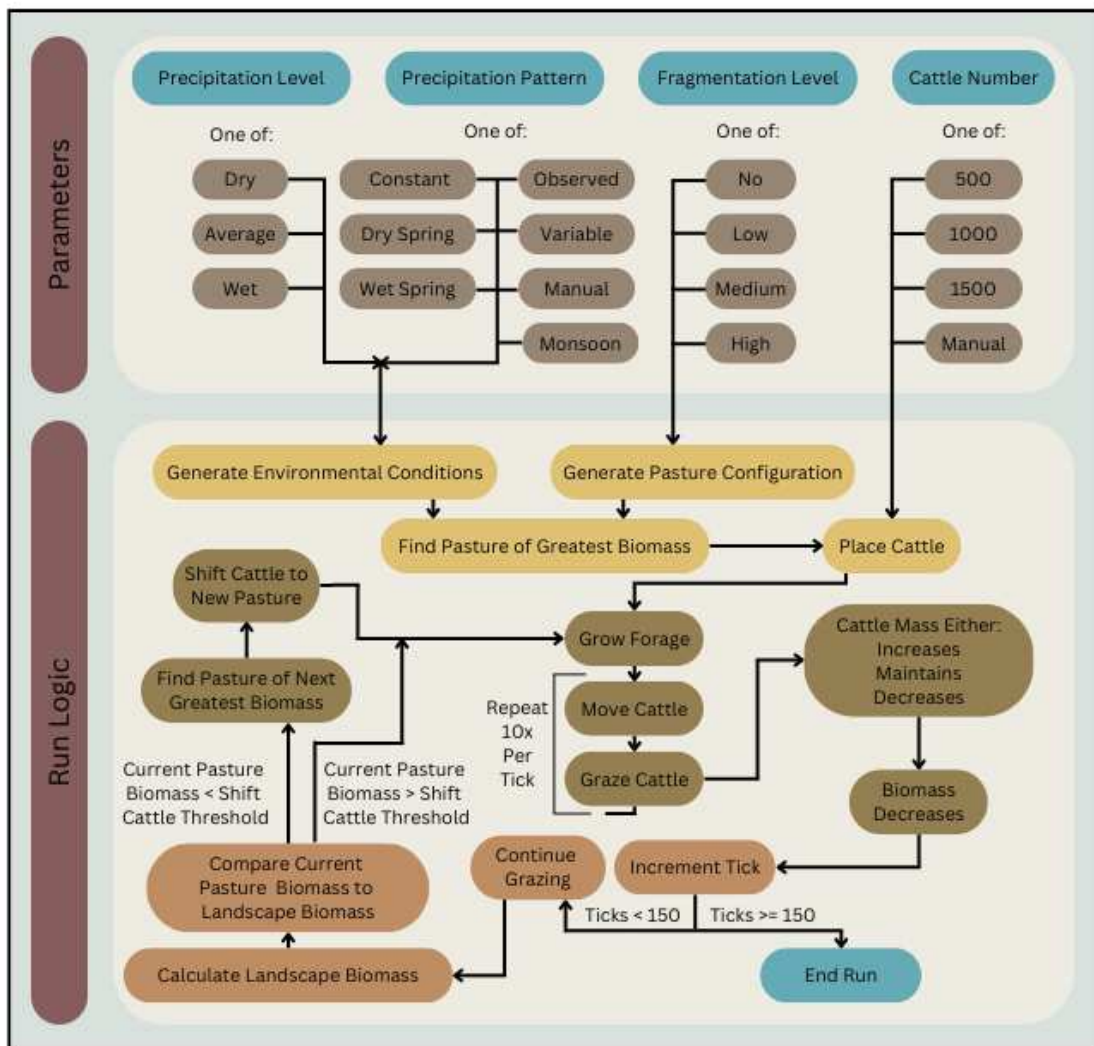 Parameters
Precipitation Level
Precipitation Pattern
Fragmentation Level
Cattle Number
One of:
One of:
One of:
One of:
Dry
Average
Wet
Constant
Dry Spring
Wet Spring
Observed
Variable
Manual
Monsoon
No
Low
Medium
High
500
1000
1500
Manual
Run Logic
Generate Environmental Conditions
Generate Pasture Configuration
Find Pasture of Greatest Biomass
Place Cattle
Shift Cattle to
New Pasture
Grow Forage
Cattle Mass Either:
Increases
Maintains
Decreases
Find Pasture of Next
Greatest Biomass
Repeat
10x
Per
Tick
Move Cattle
Graze Cattle
Current Pasture
Biomass < Shift
Cattle Threshold
Current Pasture
Biomass > Shift
Cattle Threshold
Biomass
Decreases
Compare Current
Pasture Biomass to
Landscape Biomass
Continue
Grazing
Increment Tick
Ticks < 150
Ticks >= 150
Calculate Landscape Biomass
End Run